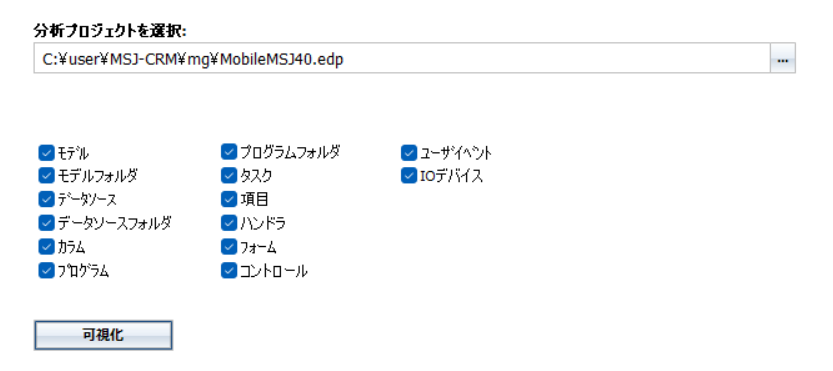 分析プロジェクトを選択:
C:¥user¥MSJ-CRM¥mg¥MobileMSJ40.edp ...
モデル プログラムフォルダ ユーザイベント
モデルフォルダ タスク IOデバイス
データソース 項目
データソースフォルダ ハンドラ
カラム フォーム
プログラム コントロール
可視化